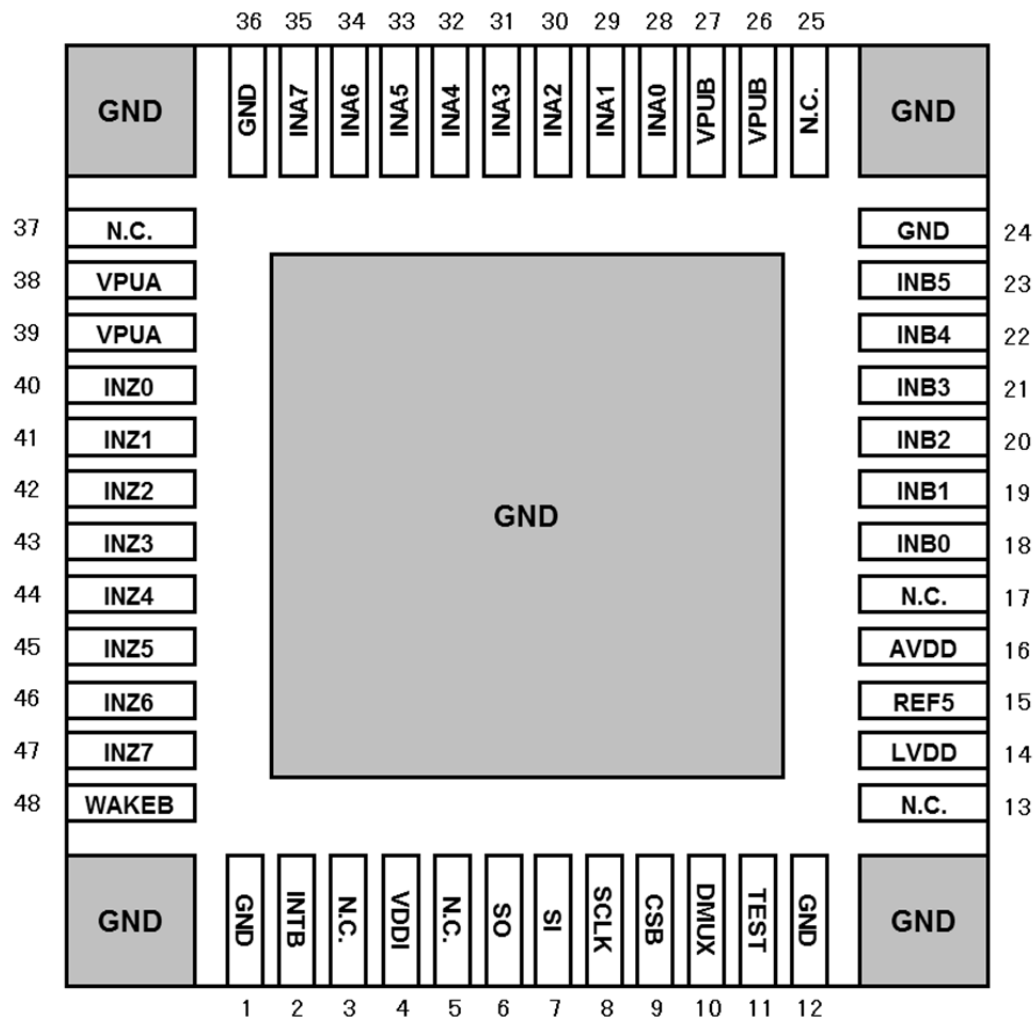 36 35 34 33 32 31 30 29 28 27 26 25
GND GND INA7 INA6 INA5 INA4 INA3 INA2 INA1 INA0 VPUB VPUB N.C. GND
37 N.C. GND 24
38 VPUA INB5 23
39 VPUA INB4 22
40 INZ0 INB3 21
41 INZ1 INB2 20
42 INZ2 INB1 19
GND
43 INZ3 INB0 18
44 INZ4 N.C. 17
45 INZ5 AVDD 16
46 INZ6 REF5 15
47 INZ7 LVDD 14
48 WAKEB N.C. 13
GND GND INTB N.C. VDDI N.C. SO SI SCLK CSB DMUX TEST GND GND
1 2 3 4 5 6 7 8 9 10 11 12